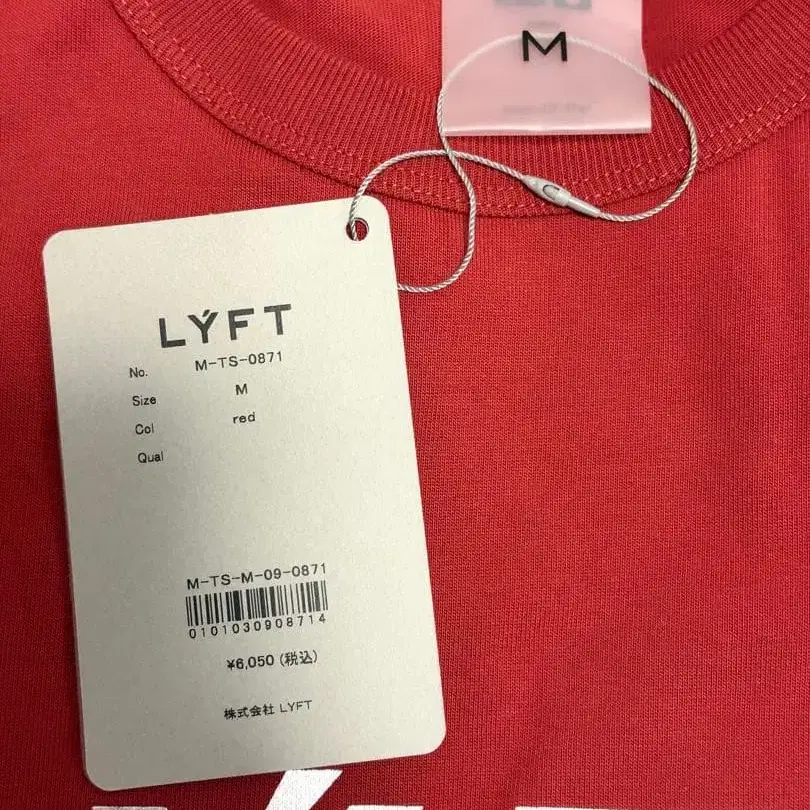 M
LÝFT
No. M-TS-0871
Size M
Col red
Qual
M-TS-M-09-0871
0101030908714
¥6,050 (税込)
株式会社 LYFT